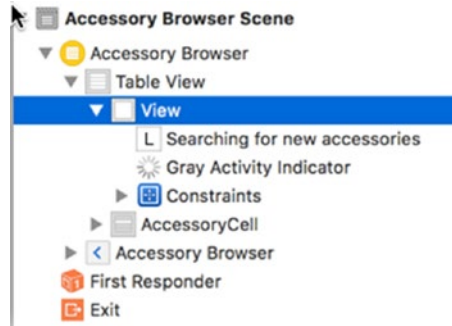 Accessory Browser Scene
Accessory Browser
Table View
View
L Searching for new accessories
Gray Activity Indicator
Constraints
AccessoryCell
Accessory Browser
First Responder
Exit